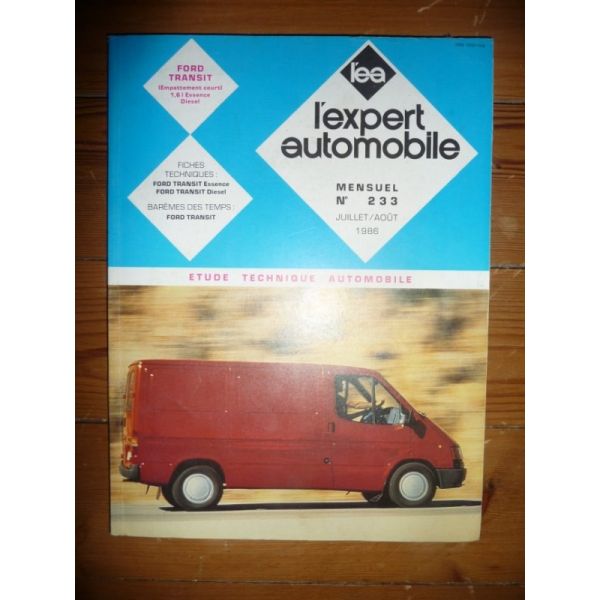 FORD
TRANSIT
(Empattement court)
1,6 l Essence
Diesel
FICHES
TECHNIQUES :
FORD TRANSIT Essence
FORD TRANSIT Diesel
BARÈMES DES TEMPS :
FORD TRANSIT
l'ea
l'expert
automobile
MENSUEL
N° 233
JUILLET/AOÛT
1986
ETUDE TECHNIQUE AUTOMOBILE